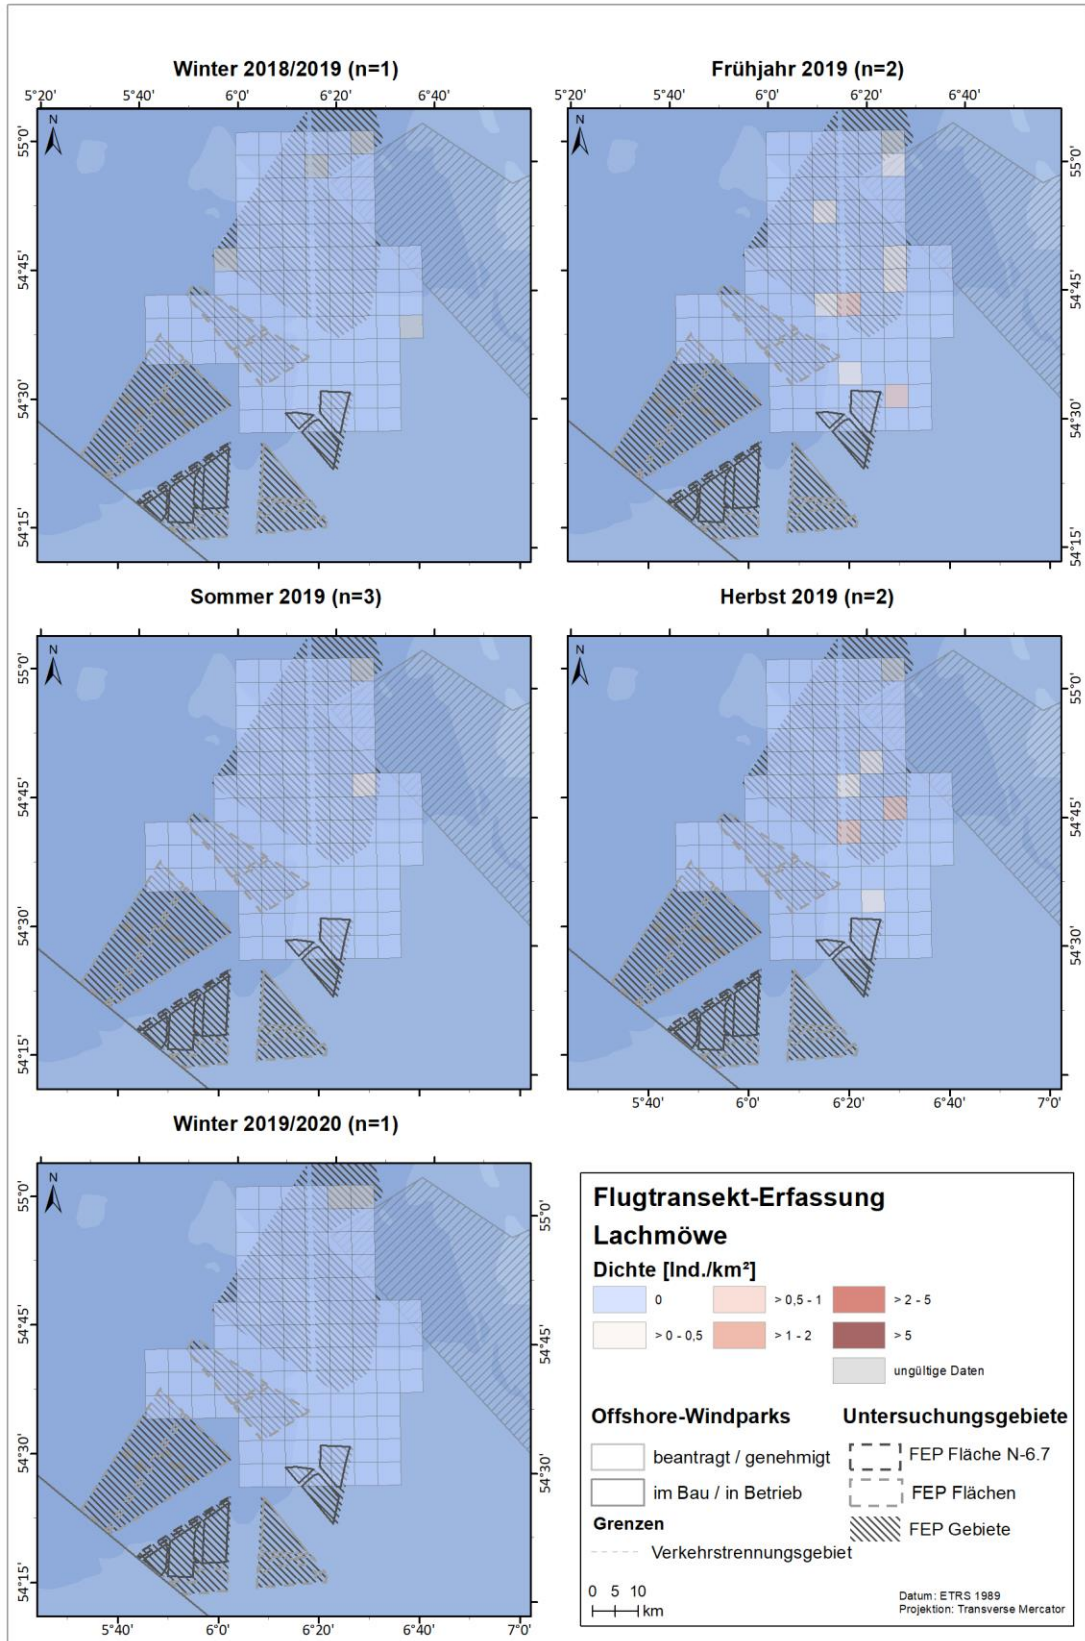 Winter 2018/2019 (n=1)
5°20 5°40' 6°0' 6°20' 6°40'
N
55°0'
54°45'
54°30'
54°15'
Frühjahr 2019 (n=2)
5°20 5°40' 6°0' 6°20' 6°40'
N
55°0'
54°45'
54°30'
54°15'
Sommer 2019 (n=3)
N
55°0'
54°45'
54°30'
54°15'
Herbst 2019 (n=2)
N
55°0'
54°45'
54°30'
5°40' 6°0' 6°20' 6°40' 7°0'
Winter 2019/2020 (n=1)
N
55°0' 55°0'
54°45' 54°45'
54°30' 54°30'
54°15'
5°40' 6°0' 6°20' 6°40' 7°0'
Flugtransekt-Erfassung
Lachmöwe
Dichte [Ind./km²]
0 > 0,5 - 1 > 2 - 5
> 0 - 0,5 > 1 - 2 > 5
ungültige Daten
Offshore-Windparks
beantragt / genehmigt
im Bau / in Betrieb
Grenzen
Verkehrstrennungsgebiet
Untersuchungsgebiete
FEP Fläche N-6.7
FEP Flächen
FEP Gebiete
0 5 10
km
Datum: ETRS 1989
Projektion: Transverse Mercator